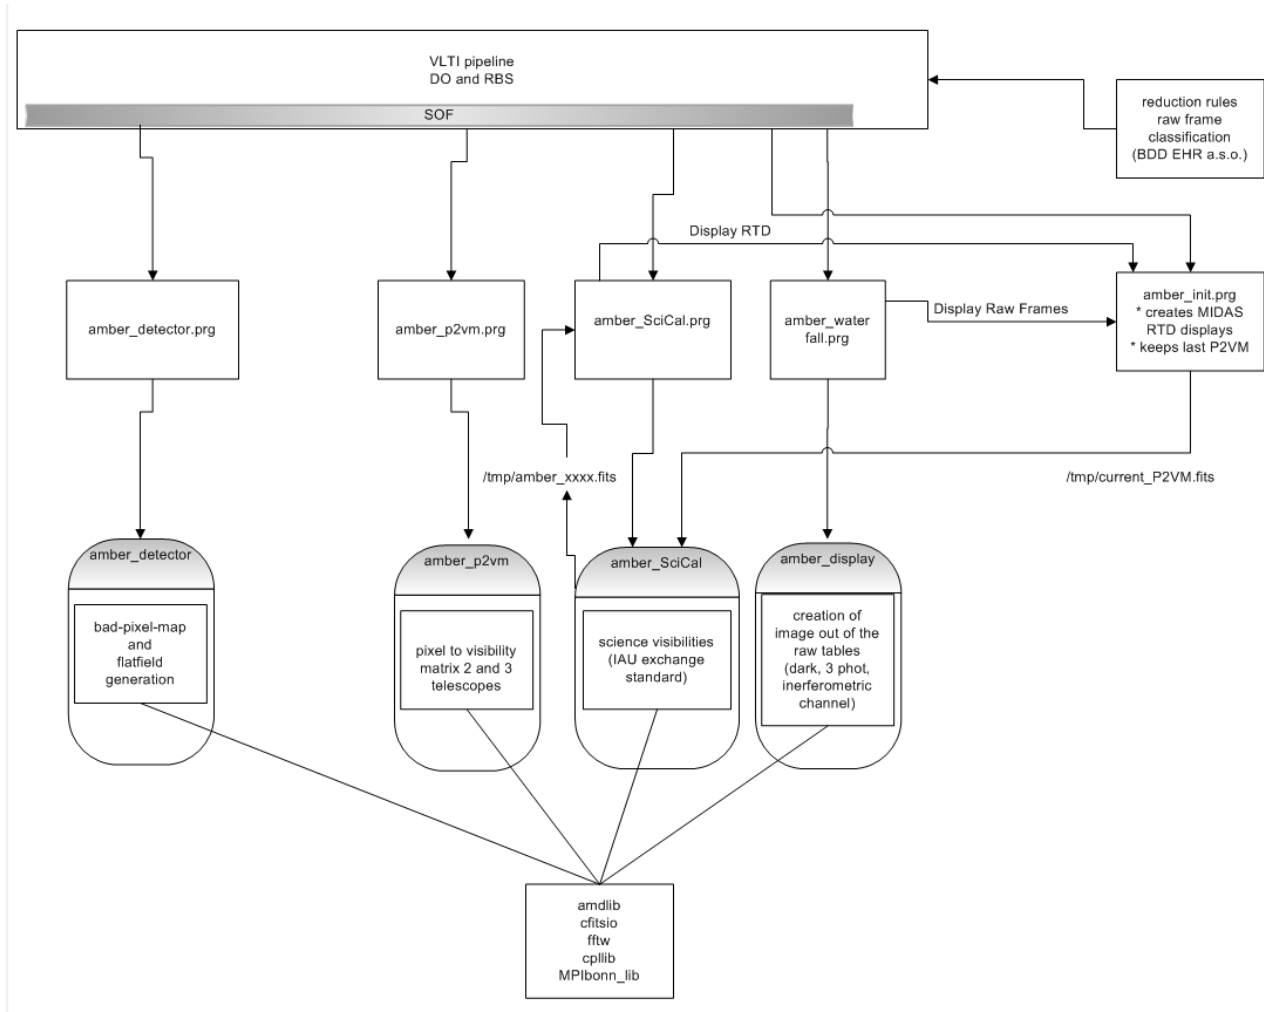 VLTI pipeline
DO and RBS
SOF
reduction rules
raw frame
classification
(BDD EHR a.s.o.)
Display RTD
amber_detector.prg
amber_p2vm.prg
amber_SciCal.prg
amber_water
fall.prg
Display Raw Frames
amber_init.prg
* creates MIDAS
RTD displays
* keeps last P2VM
/tmp/amber_xxxx.fits
/tmp/current_P2VM.fits
amber_detector
bad-pixel-map
and
flatfield
generation
amber_p2vm
pixel to visibility
matrix 2 and 3
telescopes
amber_SciCal
science visibilities
(IAU exchange
standard)
amber_display
creation of
image out of the
raw tables
(dark, 3 phot,
inerferometric
channel)
amdlib
cfitsio
fftw
cpllib
MPIbonn_lib